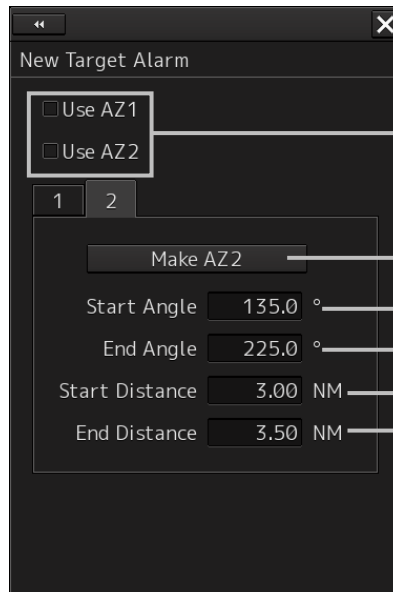 New Target Alarm
Use AZ1
Use AZ2
1 2
Make AZ2
Start Angle 135.0 °
End Angle 225.0 °
Start Distance 3.00 NM
End Distance 3.50 NM